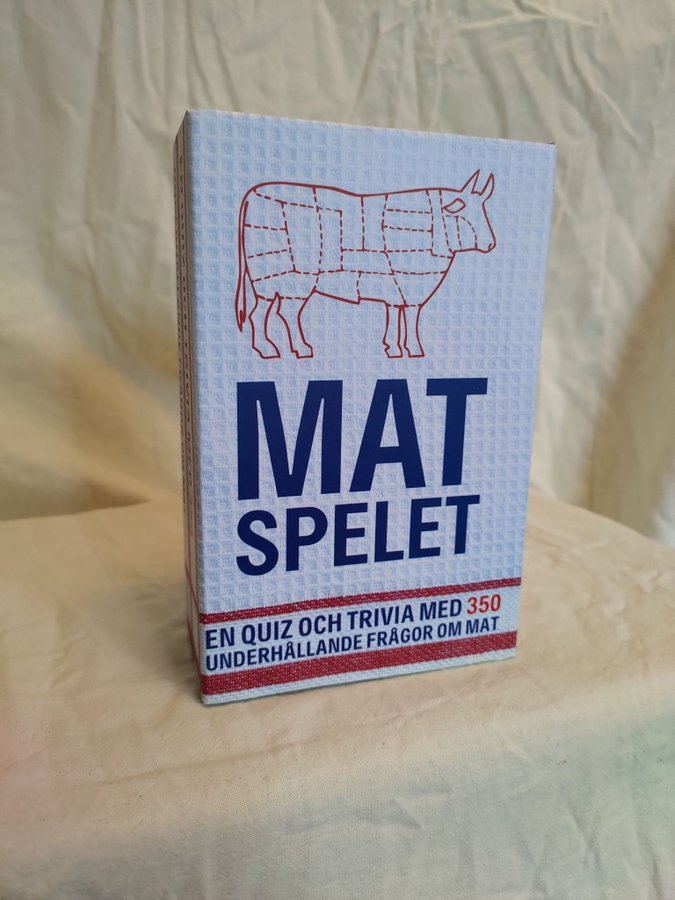 MAT
SPELET
EN QUIZ OCH TRIVIA MED 350
UNDERHÅLLANDE FRÅGOR OM MAT